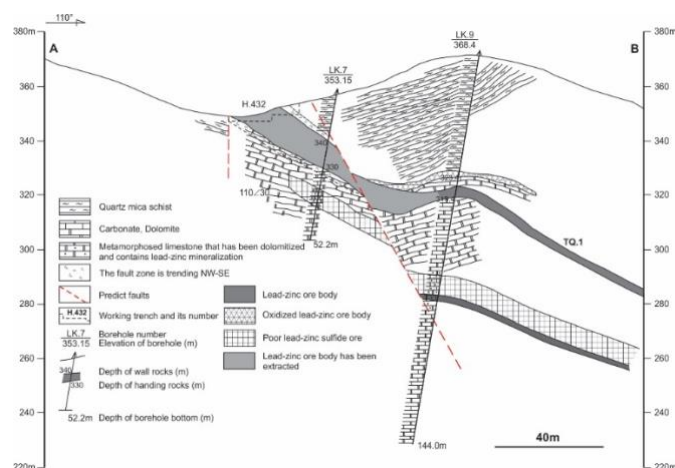 110°
380m
A
B
380m
LK.9
368.4
LK.7
353.15
H.432
360
360
340
340
340
330
320
320
110∠30
52.2m
TQ.1
300
300
280
280
260
260
240
240
220m
220m
144.0m
40m
Quartz mica schist
Carbonate, Dolomite
Metamorphosed limestone that has been dolomitized
and contains lead-zinc mineralization
The fault zone is trending NW-SE
Predict faults
H.432
Working trench and its number
LK.7
353.15
Borehole number
Elevation of borehole (m)
340
330
Depth of wall rocks (m)
Depth of handing rocks (m)
52.2m
Depth of borehole bottom (m)
Lead-zinc ore body
Oxidized lead-zinc ore body
Poor lead-zinc sulfide ore
Lead-zinc ore body has been
extracted